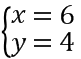 x = 6
y = 4